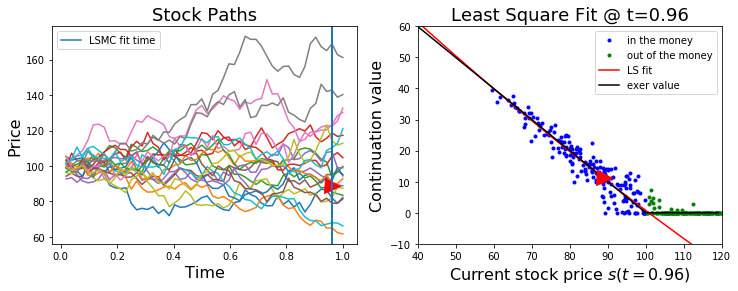 Stock Paths
LSMC fit time
160
140
120
100
80
60
Price
0.0 0.2 0.4 0.6 0.8 1.0
Time
Least Square Fit @ t=0.96
in the money
out of the money
LS fit
exer value
60
50
40
30
20
10
0
−10
Continuation value
40 50 60 70 80 90 100 110 120
Current stock price s(t = 0.96)